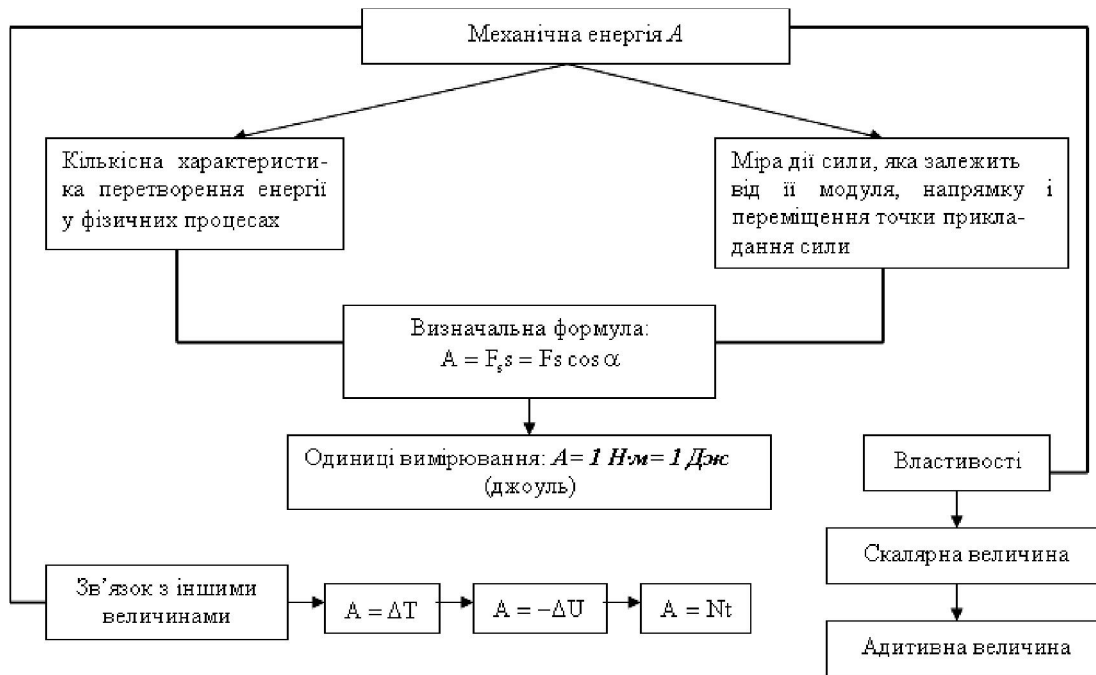 Механічна енергія A
Кількісна характеристи-
ка перетворення енергії
у фізичних процесах
Міра дії сили, яка залежить
від її модуля, напрямку і
переміщення точки прикла-
дання сили
Визначальна формула:
A = Fₛs = Fs cos α
Одиниці вимірювання: A= 1 Н·м= 1 Дж
(джоуль)
Властивості
Скалярна величина
Адитивна величина
Зв’язок з іншими
величинами
A = ΔT
A = −ΔU
A = Nt